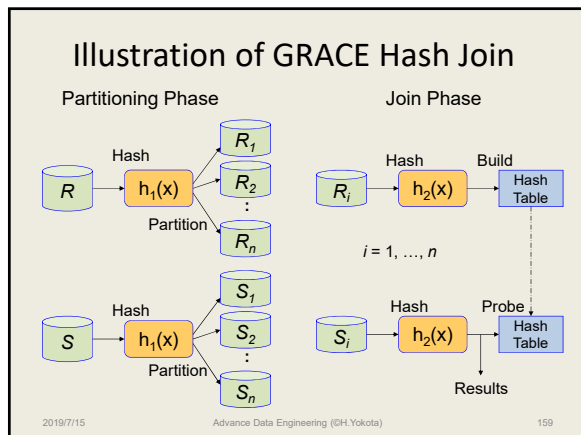 Illustration of GRACE Hash Join
Partitioning Phase
Hash
R
h1(x)
Partition
R1
R2
:
Rn
Hash
S
h1(x)
Partition
S1
S2
:
Sn
Join Phase
Hash
Build
Ri
h2(x)
Hash
Table
i = 1, …, n
Hash
Probe
Si
h2(x)
Hash
Table
Results
2019/7/15
Advance Data Engineering (©H.Yokota)
159